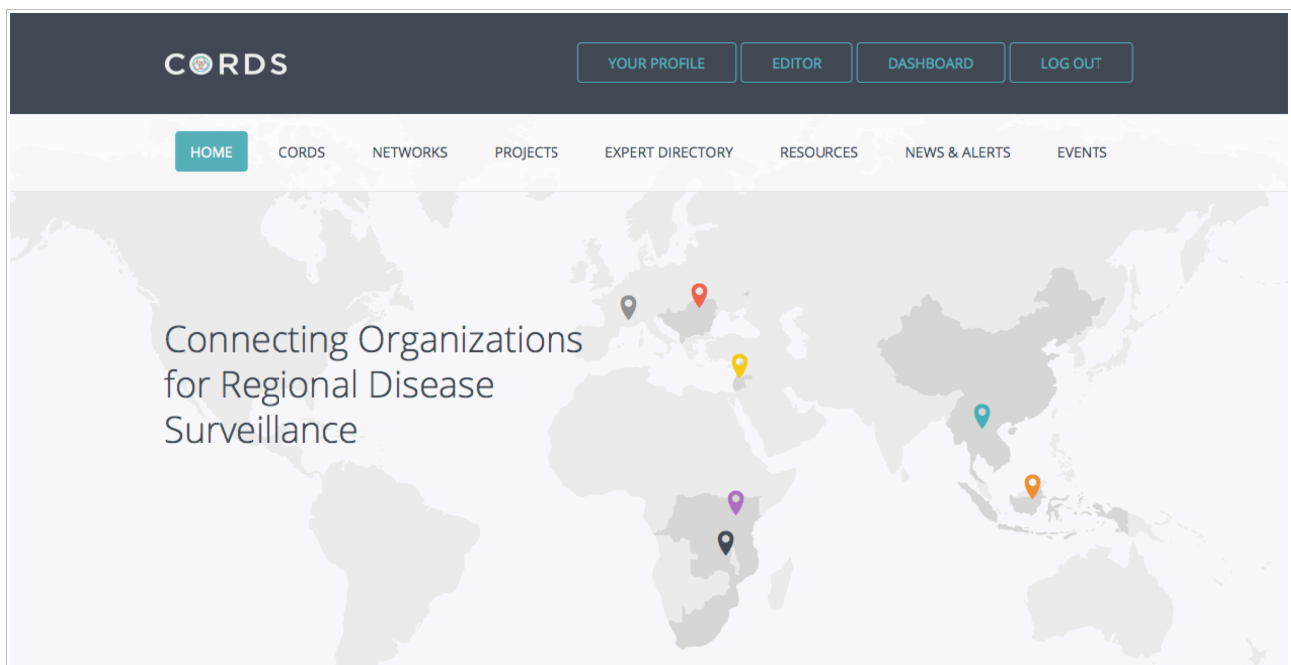 CORDS
YOUR PROFILE
EDITOR
DASHBOARD
LOG OUT
HOME
CORDS
NETWORKS
PROJECTS
EXPERT DIRECTORY
RESOURCES
NEWS & ALERTS
EVENTS
Connecting Organizations
for Regional Disease
Surveillance